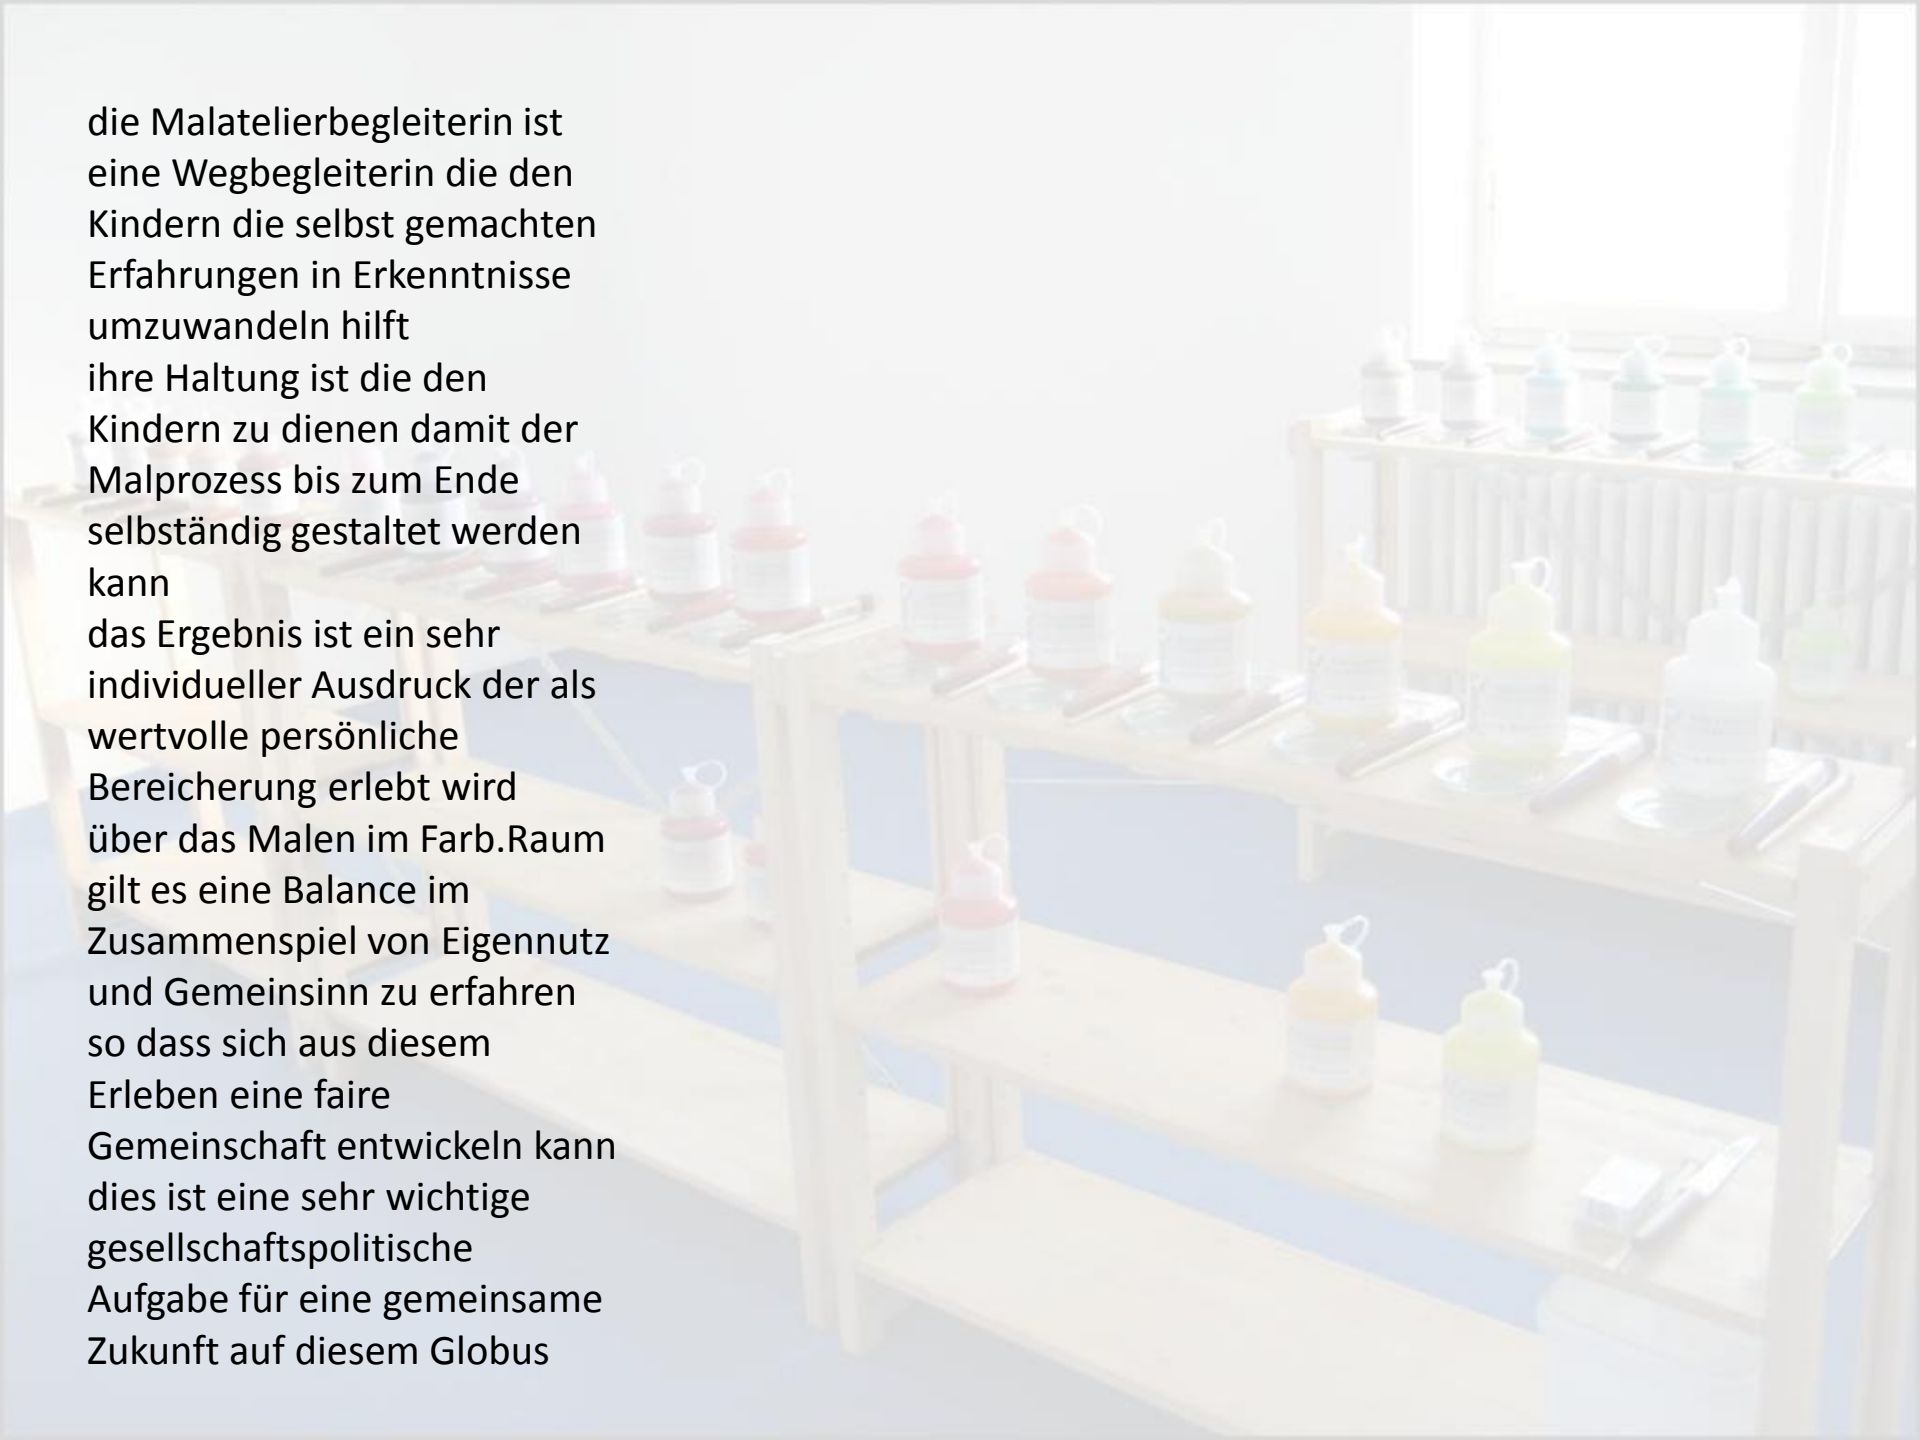 die Malatelierbegleiterin ist
eine Wegbegleiterin die den
Kindern die selbst gemachten
Erfahrungen in Erkenntnisse
umzuwandeln hilft
ihre Haltung ist die den
Kindern zu dienen damit der
Malprozess bis zum Ende
selbständig gestaltet werden
kann
das Ergebnis ist ein sehr
individueller Ausdruck der als
wertvolle persönliche
Bereicherung erlebt wird
über das Malen im Farb.Raum
gilt es eine Balance im
Zusammenspiel von Eigennutz
und Gemeinsinn zu erfahren
so dass sich aus diesem
Erleben eine faire
Gemeinschaft entwickeln kann
dies ist eine sehr wichtige
gesellschaftspolitische
Aufgabe für eine gemeinsame
Zukunft auf diesem Globus